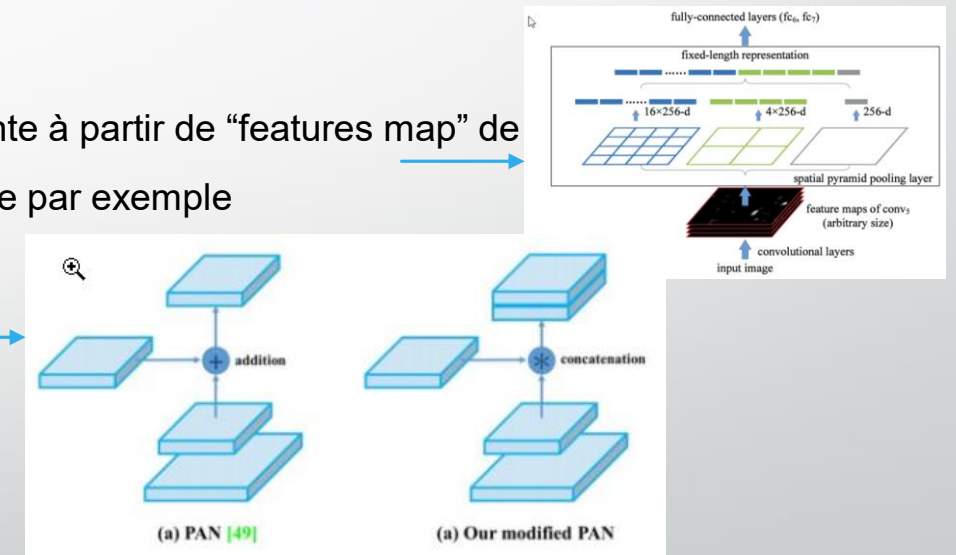 fully-connected layers (fc₆, fc₇)
fixed-length representation
16×256-d
4×256-d
256-d
spatial pyramid pooling layer
feature maps of conv₅
(arbitrary size)
convolutional layers
input image
à partir de “features map” de
par exemple
addition
concatenation
(a) PAN [49]
(a) Our modified PAN